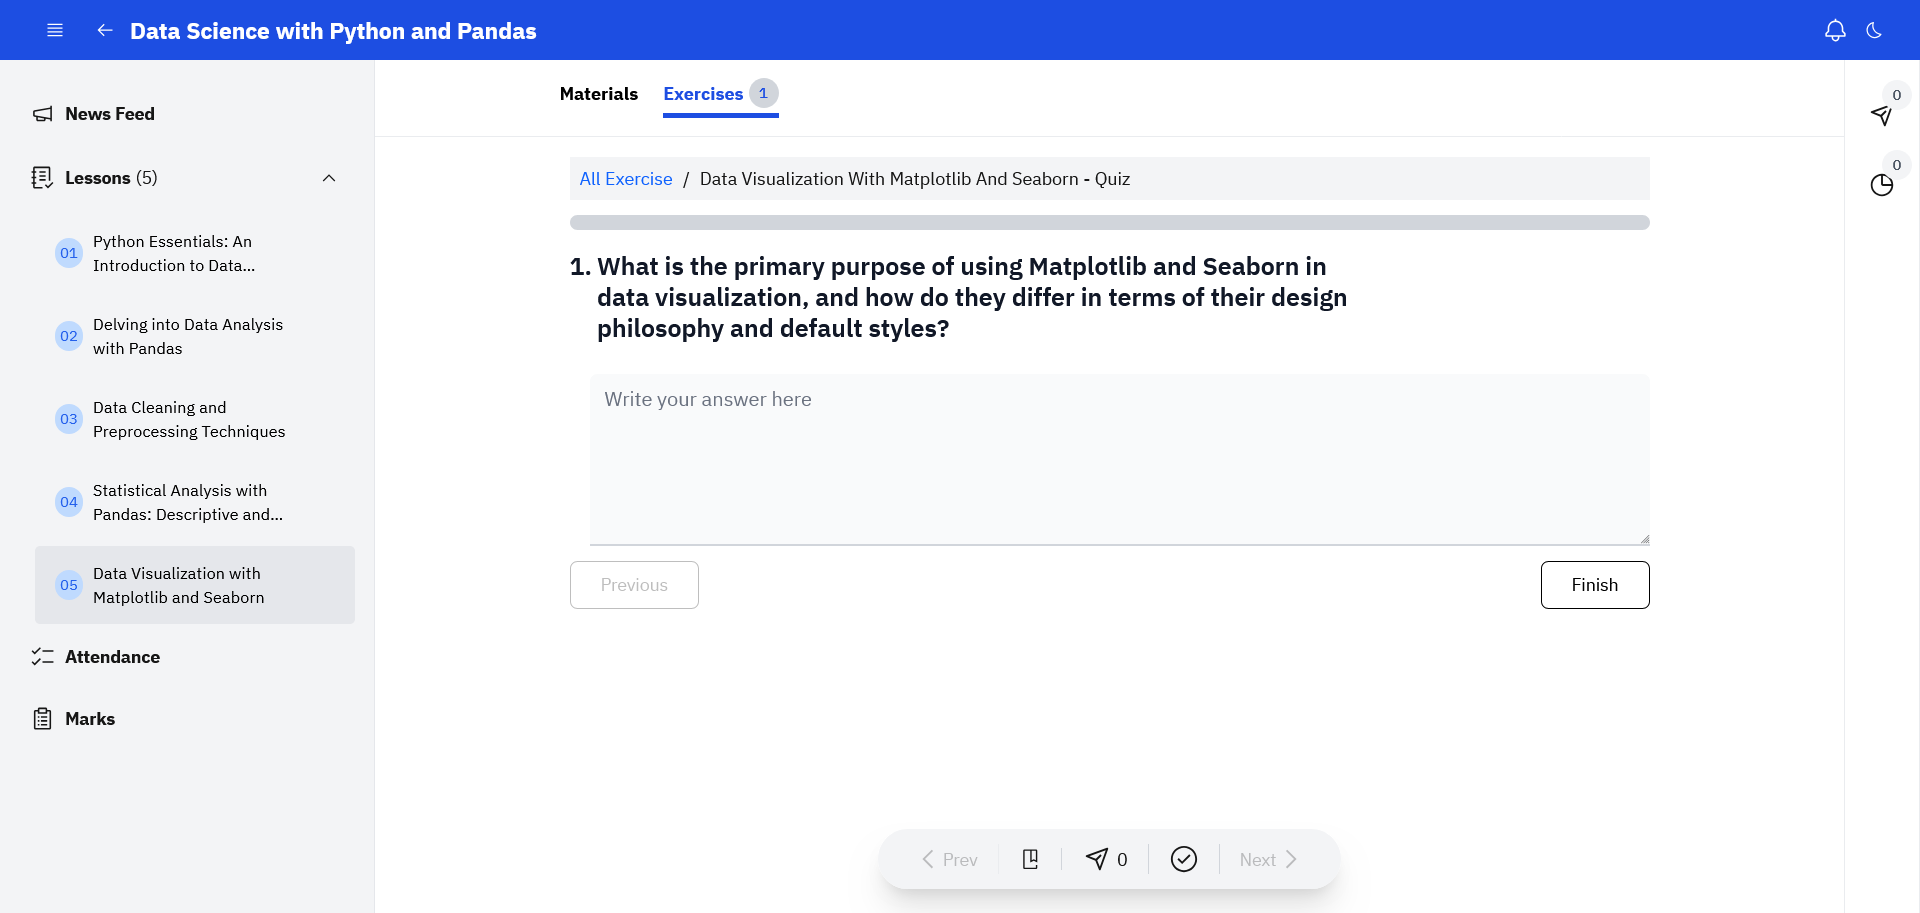 Data Science with Python and Pandas
News Feed
Lessons (5)
01
Python Essentials: An
Introduction to Data...
02
Delving into Data Analysis
with Pandas
03
Data Cleaning and
Preprocessing Techniques
04
Statistical Analysis with
Pandas: Descriptive and...
05
Data Visualization with
Matplotlib and Seaborn
Attendance
Marks
Materials
Exercises 1
All Exercise / Data Visualization With Matplotlib And Seaborn - Quiz
1. What is the primary purpose of using Matplotlib and Seaborn in
data visualization, and how do they differ in terms of their design
philosophy and default styles?
Write your answer here
Previous
Finish
Prev
0
Next
0
0